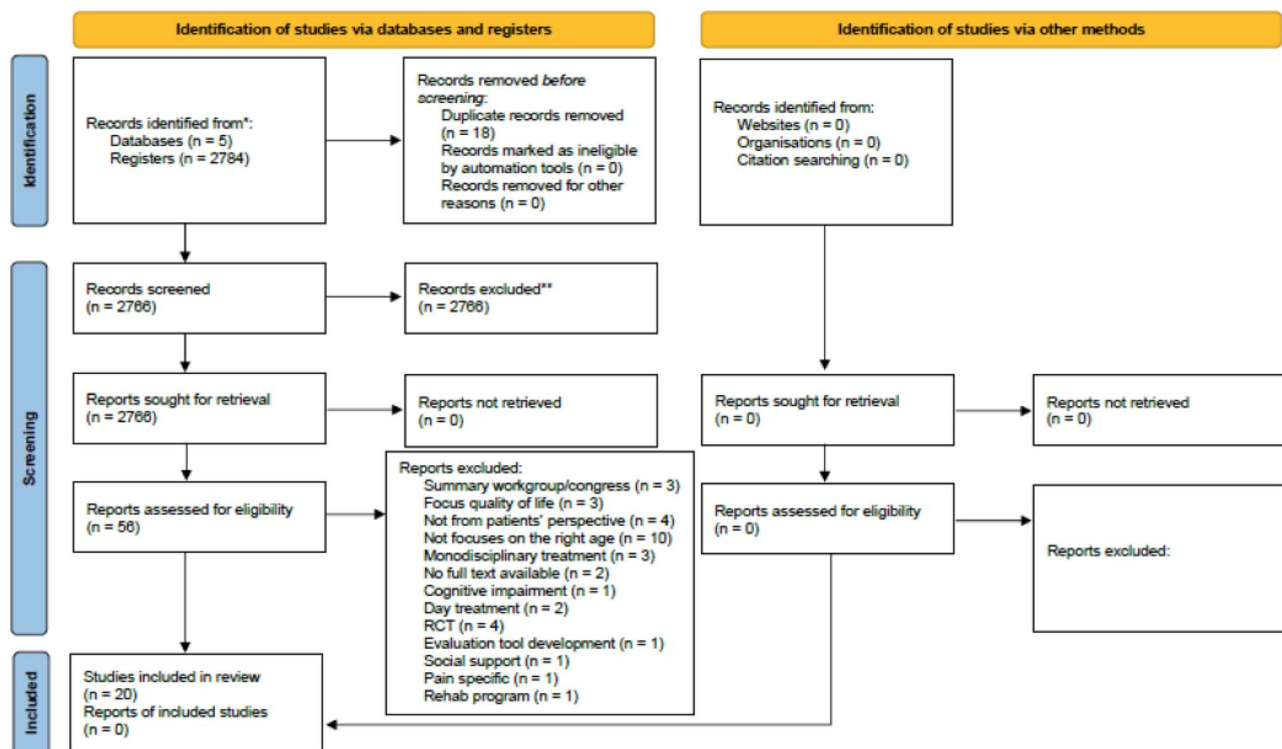 Identification of studies via databases and registers
Identification of studies via other methods
Identification
Records identified from*:
Databases (n = 5)
Registers (n = 2784)
Records removed before
screening:
Duplicate records removed
(n = 18)
Records marked as ineligible
by automation tools (n = 0)
Records removed for other
reasons (n = 0)
Records identified from:
Websites (n = 0)
Organisations (n = 0)
Citation searching (n = 0)
Screening
Records screened
(n = 2766)
Records excluded**
(n = 2766)
Reports sought for retrieval
(n = 2766)
Reports not retrieved
(n = 0)
Reports sought for retrieval
(n = 0)
Reports not retrieved
(n = 0)
Reports assessed for eligibility
(n = 56)
Reports excluded:
Summary workgroup/congress (n = 3)
Focus quality of life (n = 3)
Not from patients' perspective (n = 4)
Not focuses on the right age (n = 10)
Monodisciplinary treatment (n = 3)
No full text available (n = 2)
Cognitive impairment (n = 1)
Day treatment (n = 2)
RCT (n = 4)
Evaluation tool development (n = 1)
Social support (n = 1)
Pain specific (n = 1)
Rehab program (n = 1)
Reports assessed for eligibility
(n = 0)
Reports excluded:
Included
Studies included in review
(n = 20)
Reports of included studies
(n = 0)